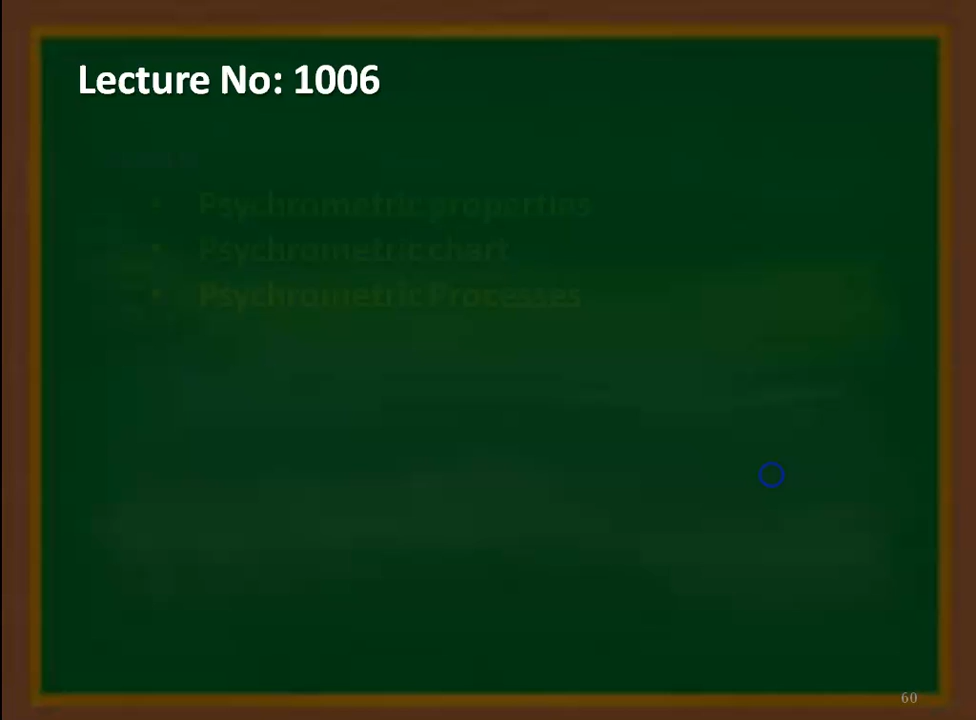 Lecture No: 1006
• Psychrometric properties
• Psychrometric chart
• Psychrometric Processes
60